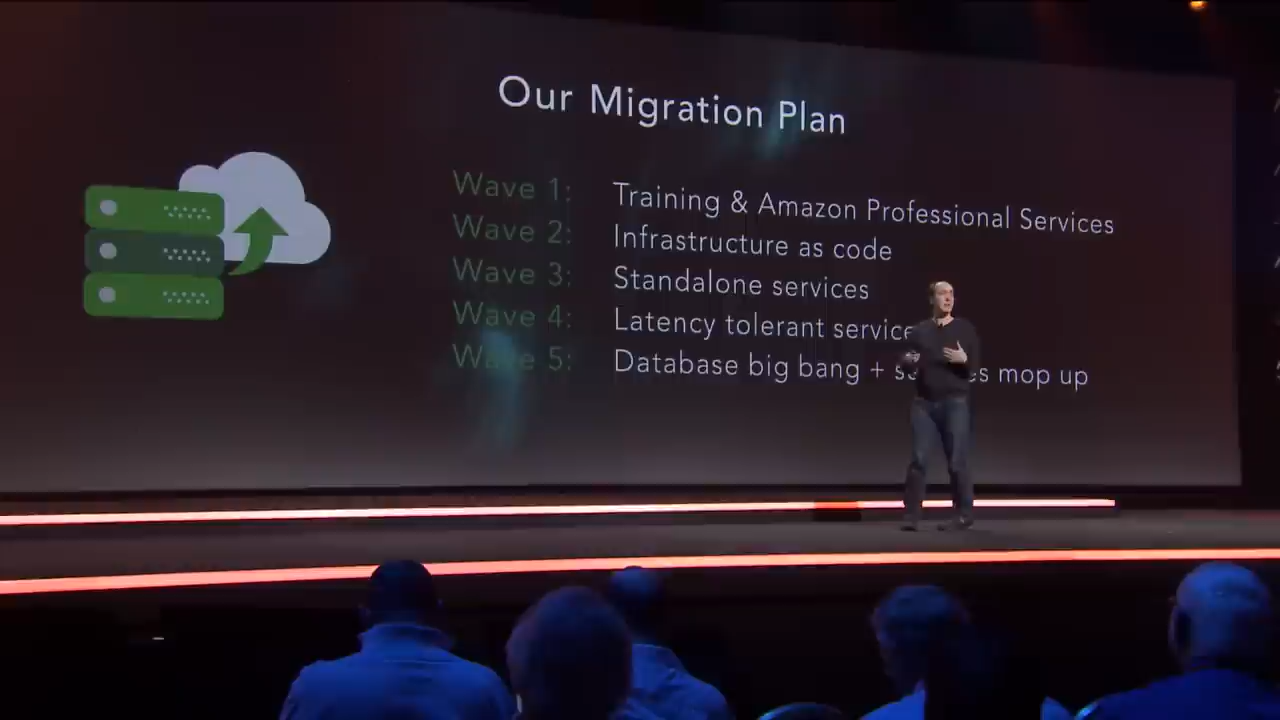 Our Migration Plan
Wave 1: Training & Amazon Professional Services
Wave 2: Infrastructure as code
Wave 3: Standalone services
Wave 4: Latency tolerant
Wave 5: Database big bang + mop up